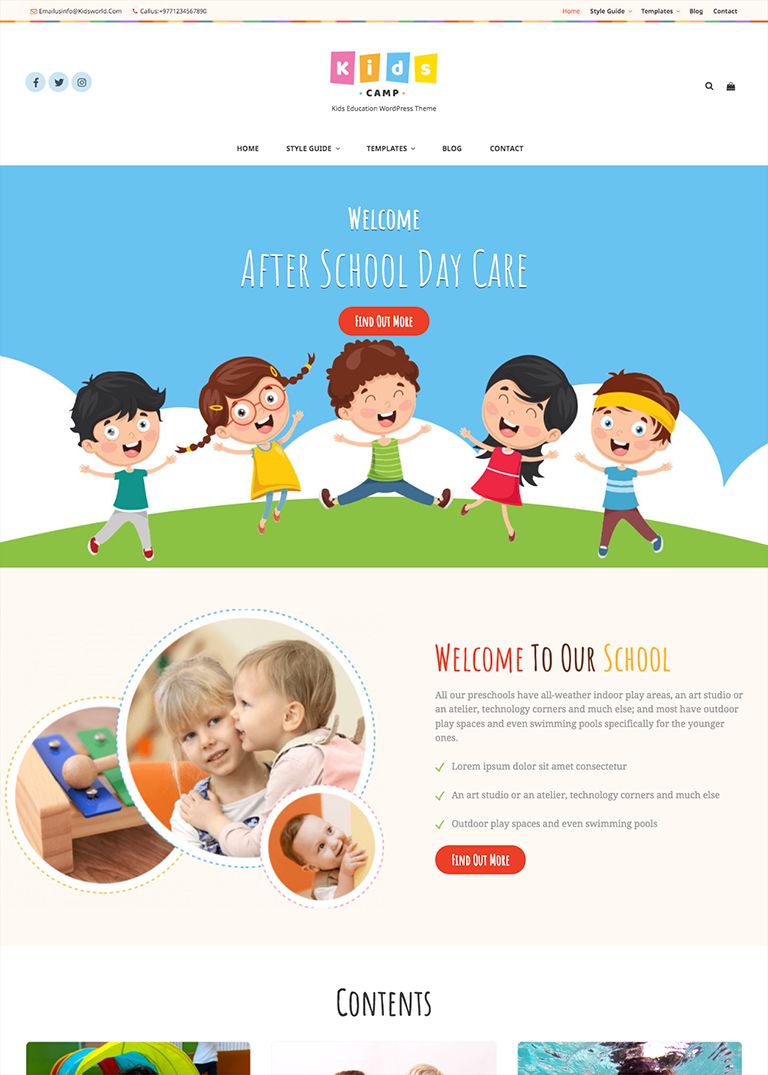 Emailusinfo@Kidsworld.Com Callus:+9771234567890 Home Style Guide Templates Blog Contact
Kids
CAMP
Kids Education WordPress Theme
HOME STYLE GUIDE TEMPLATES BLOG CONTACT
Welcome
After School Day Care
Find Out More
Welcome To Our School
All our preschools have all-weather indoor play areas, an art studio or
an atelier, technology corners and much else; and most have outdoor
play spaces and even swimming pools specifically for the younger
ones.
Lorem ipsum dolor sit amet consectetur
An art studio or an atelier, technology corners and much else
Outdoor play spaces and even swimming pools
Find Out More
Contents